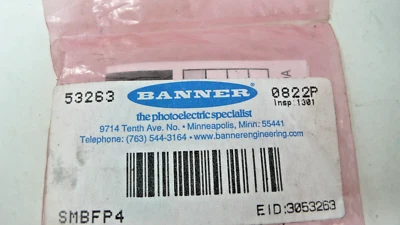 53263 BANNER 0822P
Insp:1301
the photoelectric specialist
9714 Tenth Ave. No. • Minneapolis, Minn. 55441
Telephone: (763) 544-3164 • www.bannerengineering.com
SMBFP4 EID:3053263